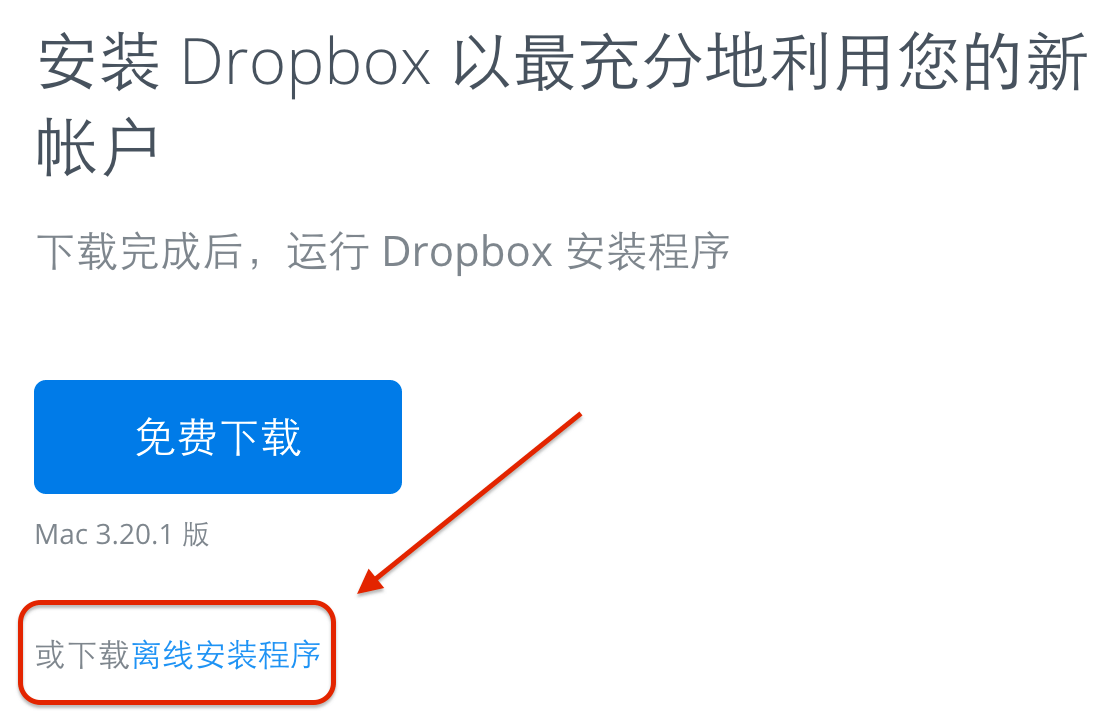 安装 Dropbox 以最充分地利用您的新
帐户
下载完成后，运行 Dropbox 安装程序
免费下载
Mac 3.20.1 版
或下载离线安装程序